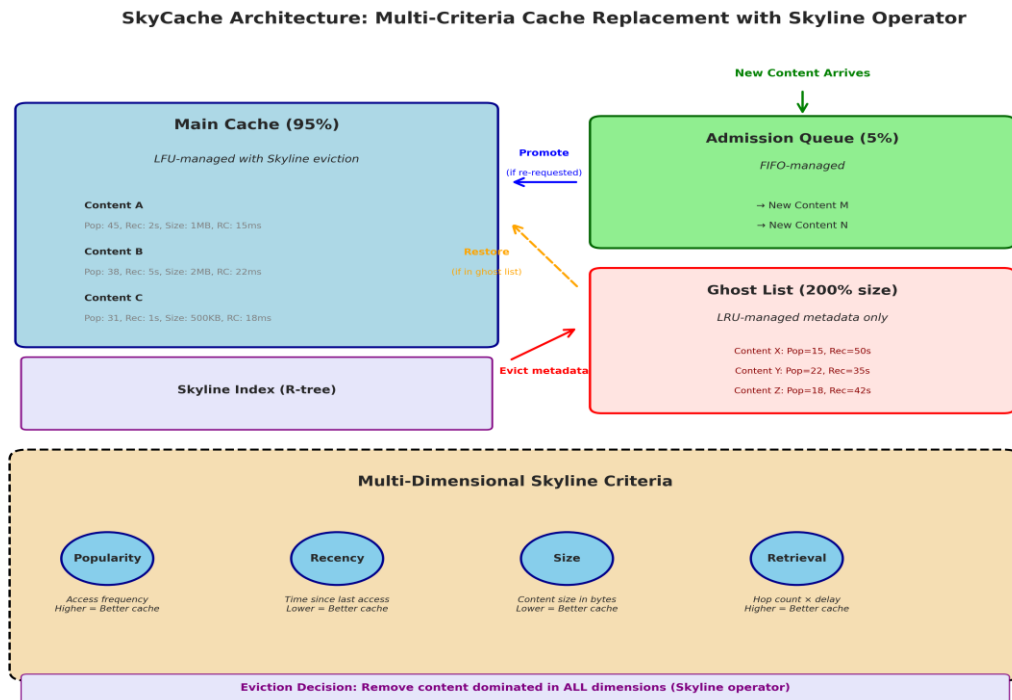 SkyCache Architecture: Multi-Criteria Cache Replacement with Skyline Operator
New Content Arrives
Main Cache (95%)
LFU-managed with Skyline eviction
Content A
Pop: 45, Rec: 2s, Size: 1MB, RC: 15ms
Content B
Pop: 38, Rec: 5s, Size: 2MB, RC: 22ms
Content C
Pop: 31, Rec: 1s, Size: 500KB, RC: 18ms
Promote
(if re-requested)
Admission Queue (5%)
FIFO-managed
→ New Content M
→ New Content N
Restore
(if in ghost list)
Ghost List (200% size)
LRU-managed metadata only
Content X: Pop=15, Rec=50s
Content Y: Pop=22, Rec=35s
Content Z: Pop=18, Rec=42s
Evict metadata
Skyline Index (R-tree)
Multi-Dimensional Skyline Criteria
Popularity
Access frequency
Higher = Better cache
Recency
Time since last access
Lower = Better cache
Size
Content size in bytes
Lower = Better cache
Retrieval
Hop count × delay
Higher = Better cache
Eviction Decision: Remove content dominated in ALL dimensions (Skyline operator)